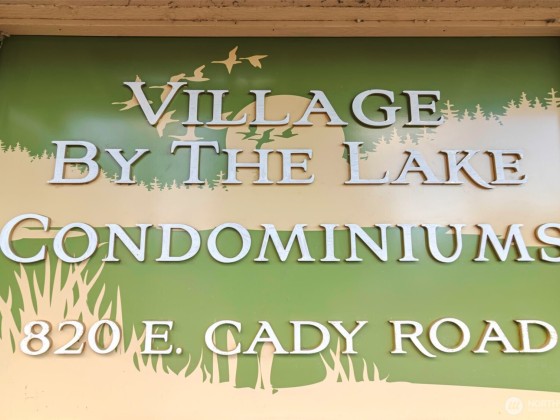 VILLAGE
BY THE LAKE
CONDOMINIUMS
820 E. CADY ROAD